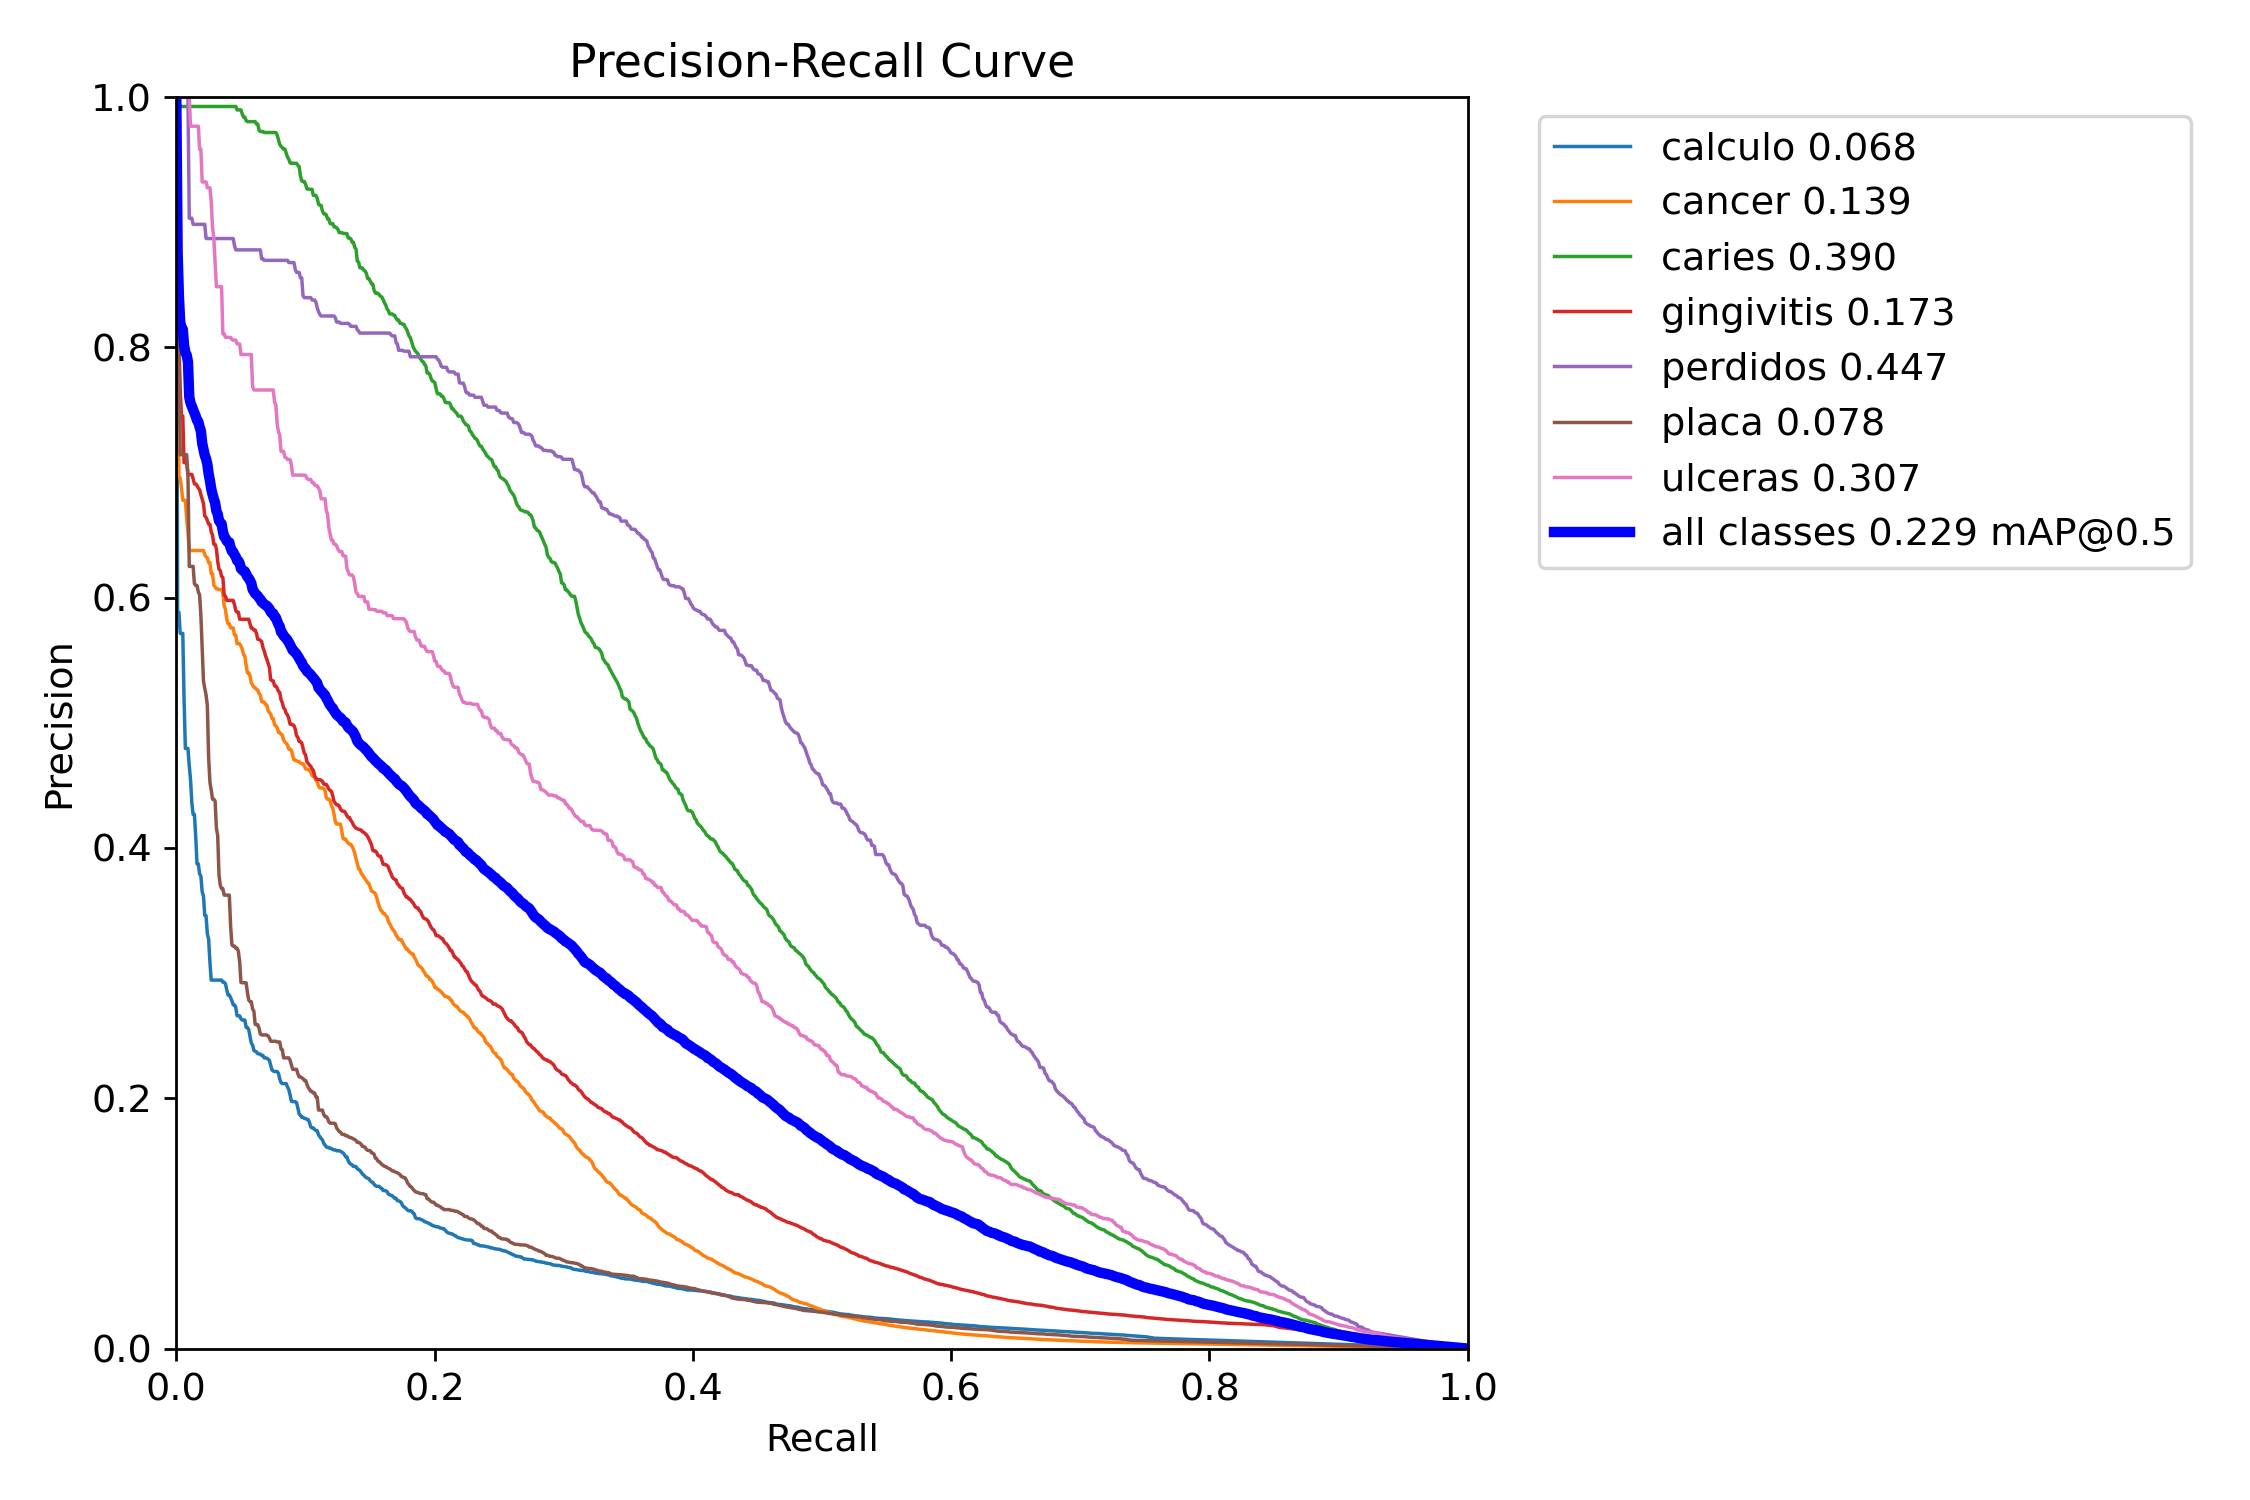 Precision-Recall Curve
1.0
0.8
0.6
0.4
0.2
0.0
Precision
0.0 0.2 0.4 0.6 0.8 1.0
Recall
calculo 0.068
cancer 0.139
caries 0.390
gingivitis 0.173
perdidos 0.447
placa 0.078
ulceras 0.307
all classes 0.229 mAP@0.5